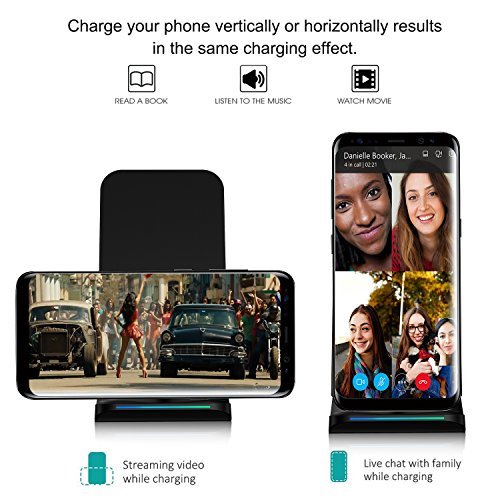 Charge your phone vertically or horizontally results
in the same charging effect.
READ A BOOK
LISTEN TO THE MUSIC
WATCH MOVIE
Danielle Booker, Ja...
4 in call | 02:21
Streaming video
while charging
Live chat with family
while charging